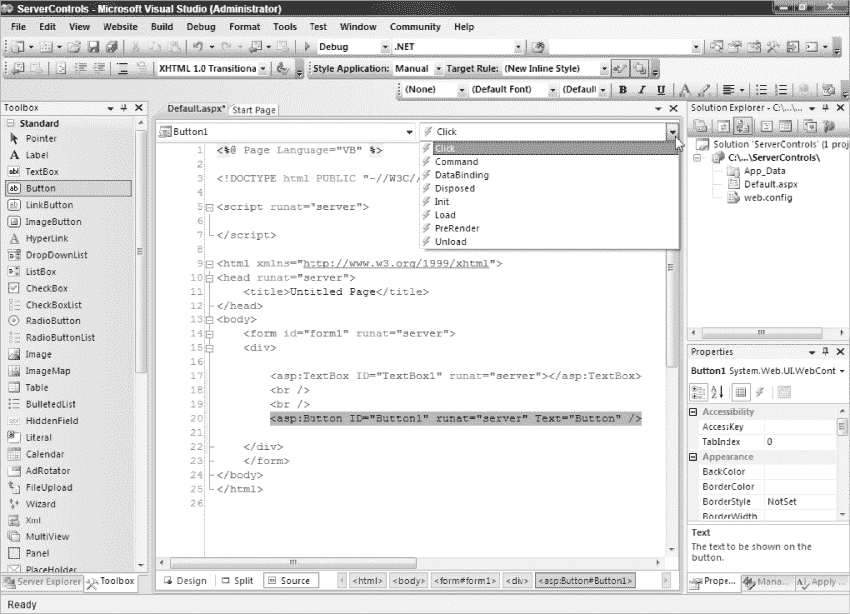 ServerControls - Microsoft Visual Studio (Administrator)
File Edit View Website Build Debug Format Tools Test Window Community Help
Debug .NET
XHTML 1.0 Transitiona Style Application: Manual Target Rule: (New Inline Style)
(None) (Default Font) (Default B I U A
Toolbox
Standard
Pointer
Label
TextBox
Button
LinkButton
ImageButton
HyperLink
DropDownList
ListBox
CheckBox
CheckBoxList
RadioButton
RadioButtonList
Image
ImageMap
Table
BulletedList
HiddenField
Literal
Calendar
AdRotator
FileUpload
Wizard
Xml
MultiView
Panel
PlaceHolder
Server Explorer Toolbox
Default.aspx* Start Page
Button1 Click
Click
Command
DataBinding
Disposed
Init
Load
PreRender
Unload
1 <%@ Page Language="VB" %>
2
3 <!DOCTYPE html PUBLIC "-//W3C//
4
5 <script runat="server">
6
7 </script>
8
9 <html xmlns="http://www.w3.org/1999/xhtml">
10 <head runat="server">
11 <title>Untitled Page</title>
12 </head>
13 <body>
14 <form id="form1" runat="server">
15 <div>
16
17 <asp:TextBox ID="TextBox1" runat="server"></asp:TextBox>
18 <br />
19 <br />
20 <asp:Button ID="Button1" runat="server" Text="Button" />
21
22 </div>
23 </form>
24 </body>
25 </html>
26
Design Split Source <html> <body> <form#form1> <div> <asp:Button#Button1>
Solution Explorer - C:\...\...
Solution 'ServerControls' (1 proj
C:\...\ServerControls\
App_Data
Default.aspx
web.config
Properties
Button1 System.Web.UI.WebCont
Accessibility
AccessKey
TabIndex 0
Appearance
BackColor
BorderColor
BorderStyle NotSet
BorderWidth
Text
The text to be shown on the
button.
Prope... Mana... Apply ...
Ready